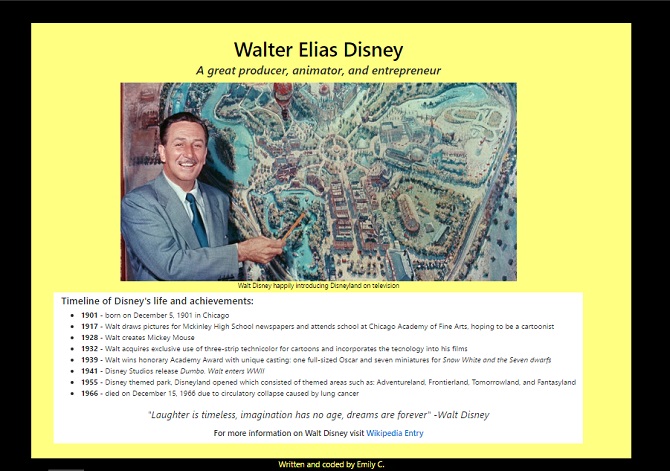 Walter Elias Disney
A great producer, animator, and entrepreneur
Walt Disney happily introducing Disneyland on television
Timeline of Disney's life and achievements:
1901 - born on December 5, 1901 in Chicago
1917 - Walt draws pictures for Mckinley High School newspapers and attends school at Chicago Academy of Fine Arts, hoping to be a cartoonist
1928 - Walt creates Mickey Mouse
1932 - Walt acquires exclusive use of three-strip techincolor for cartoons and incorporates the tecnology into his films
1939 - Walt wins honorary Academy Award with unique casting: one full-sized Oscar and seven miniatures for Snow White and the Seven dwarfs
1941 - Disney Studios release Dumbo. Walt enters WWII
1955 - Disney themed park, Disneyland opened which consisted of themed areas such as; Adventureland, Frontierland, Tomorrowland, and Fantasyland
1966 - died on December 15, 1966 due to circulatory collapse caused by lung cancer
"Laughter is timeless, imagination has no age, dreams are forever" -Walt Disney
For more information on Walt Disney visit Wikipedia Entry
Written and coded by Emily C.